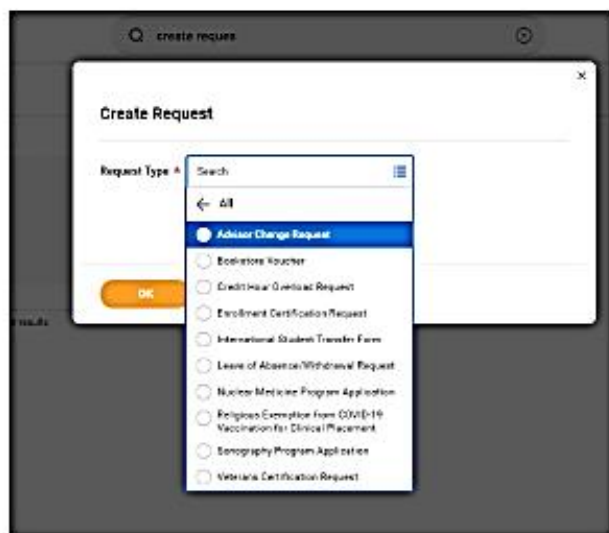 create reques
×
Create Request
Request Type *
Search
← All
Advisor Change Request
Bookstore Voucher
Credit Hour Overload Request
Enrollment Certification Request
International Student Transfer Form
Leave of Absence/Withdrawal Request
Nuclear Medicine Program Application
Religious Exemption from COVID-19
Vaccination for Clinical Placement
Sonography Program Application
Veterans Certification Request
OK
results